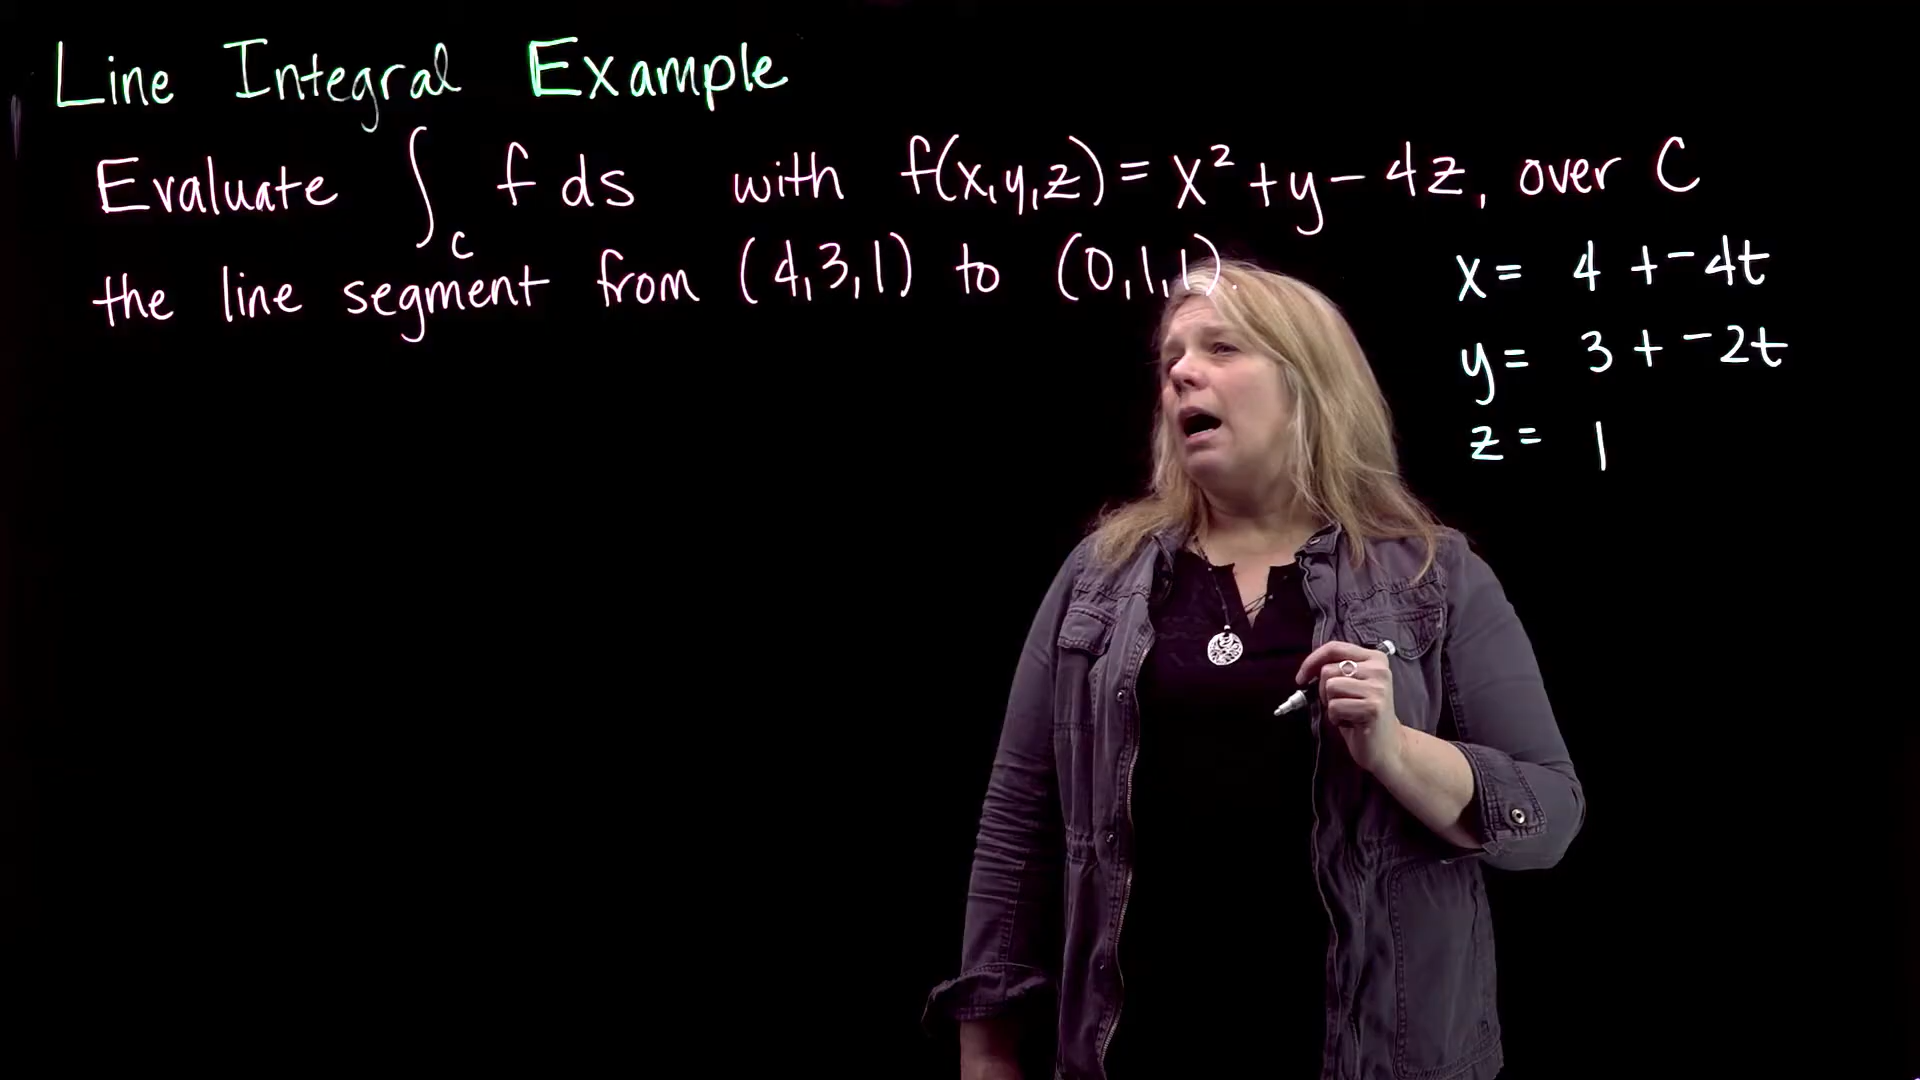 Line Integral Example
Evaluate ∫_C f ds with f(x,y,z) = x² + y - 4z, over C
the line segment from (4,3,1) to (0,1,1).
x = 4 + -4t
y = 3 + -2t
z = 1